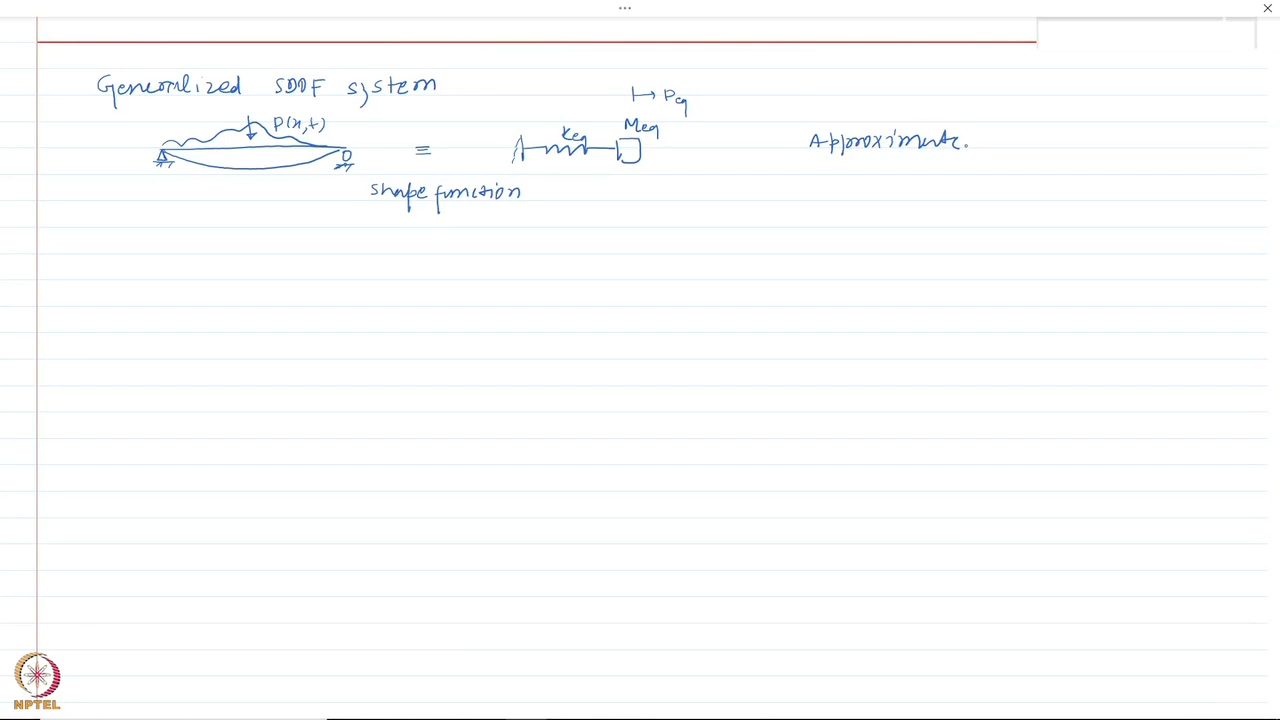 Generalized SDOF system
P(x,t)
≡
Keq
Meq
Peq
Approximate.
shape function
NPTEL